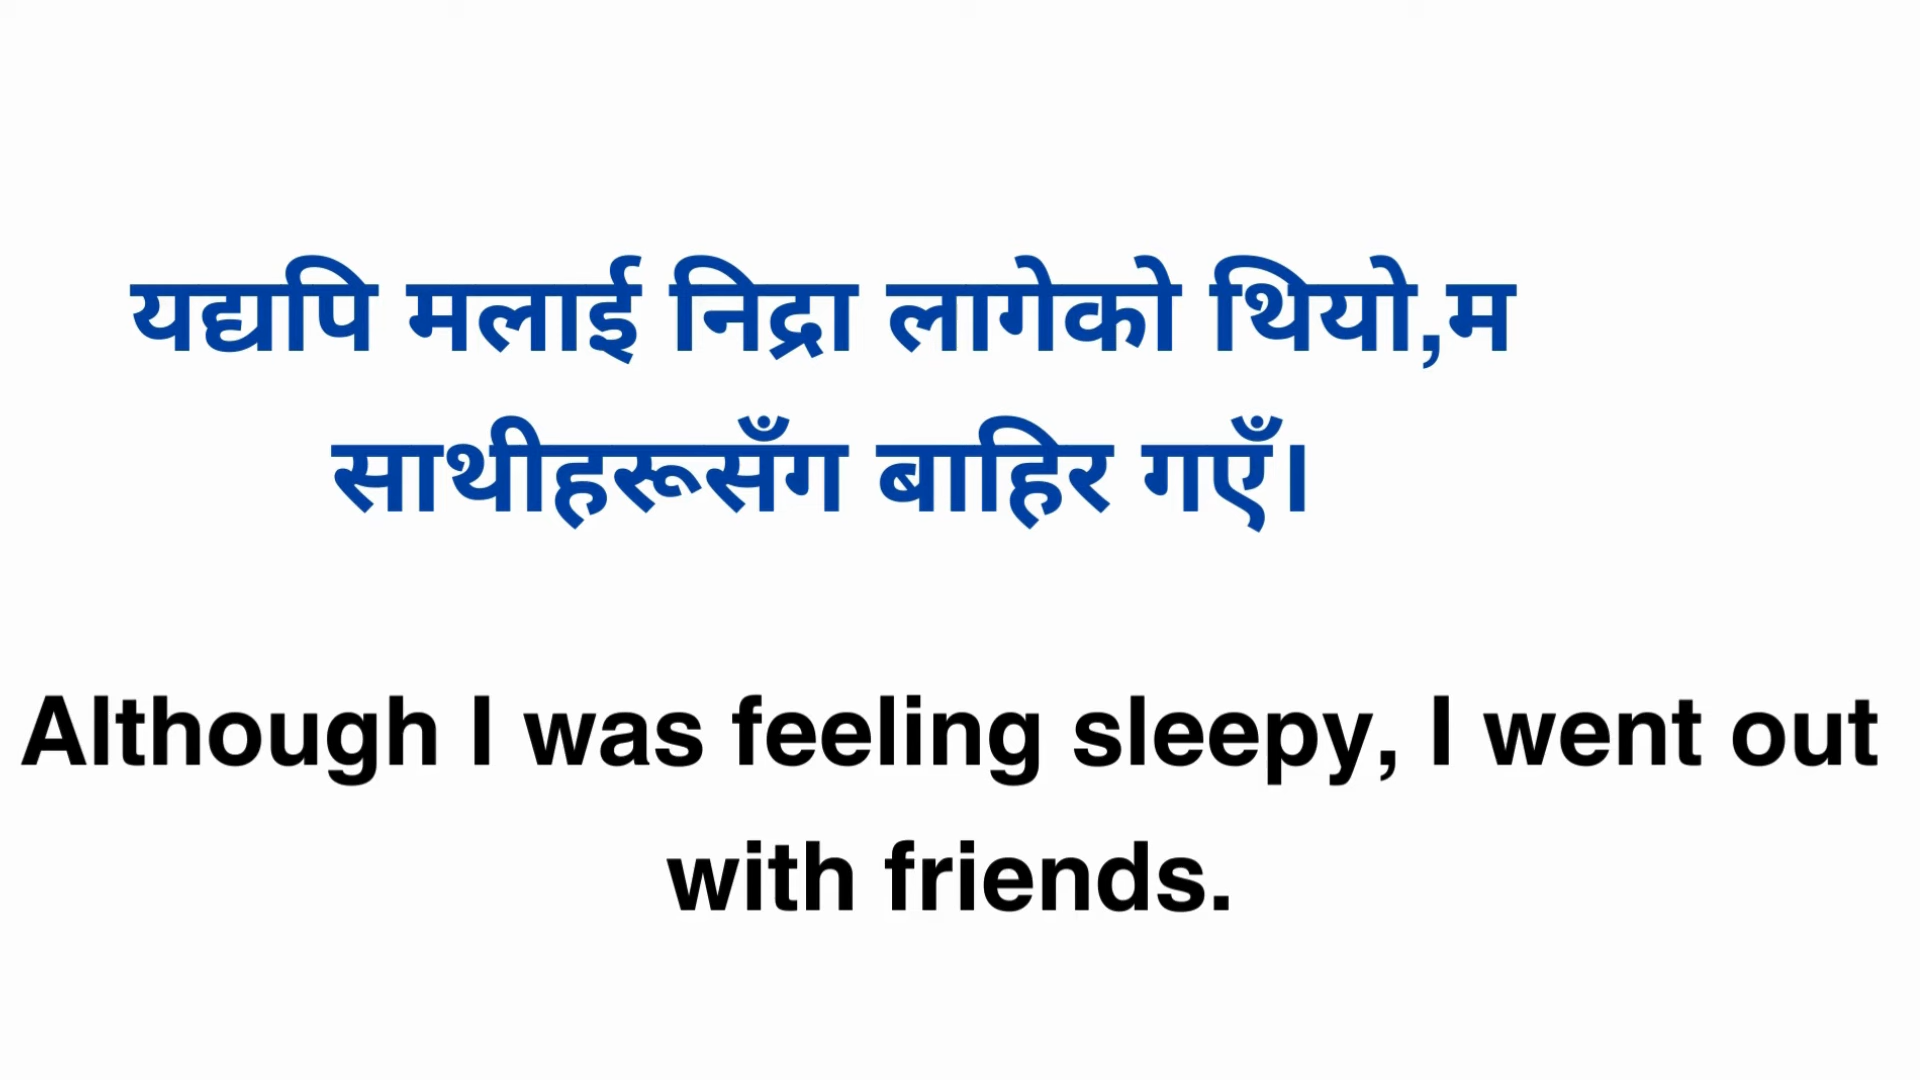 यद्यपि मलाई निद्रा लागेको थियो,म
साथीहरूसँग बाहिर गएँ।
Although I was feeling sleepy, I went out
with friends.